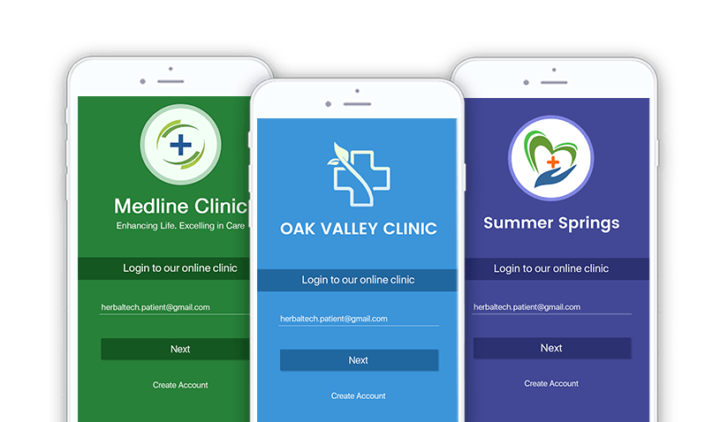 Medline Clinic
Enhancing Life. Excelling in Care
Login to our online clinic
herbaltech.patient@gmail.com
Next
Create Account
OAK VALLEY CLINIC
Login to our online clinic
herbaltech.patient@gmail.com
Next
Create Account
Summer Springs
Login to our online clinic
herbaltech.patient@gmail.com
Next
Create Account